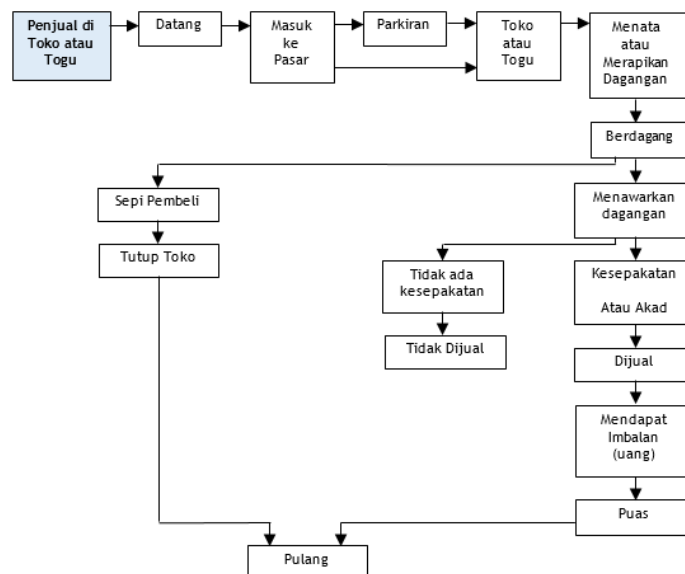 Penjual di
Toko atau
Togu
Datang
Masuk
ke
Pasar
Parkiran
Toko
atau
Togu
Menata
atau
Merapikan
Dagangan
Berdagang
Sepi Pembeli
Menawarkan
dagangan
Tutup Toko
Tidak ada
kesepakatan
Kesepakatan
Atau Akad
Tidak Dijual
Dijual
Mendapat
Imbalan
(uang)
Puas
Pulang